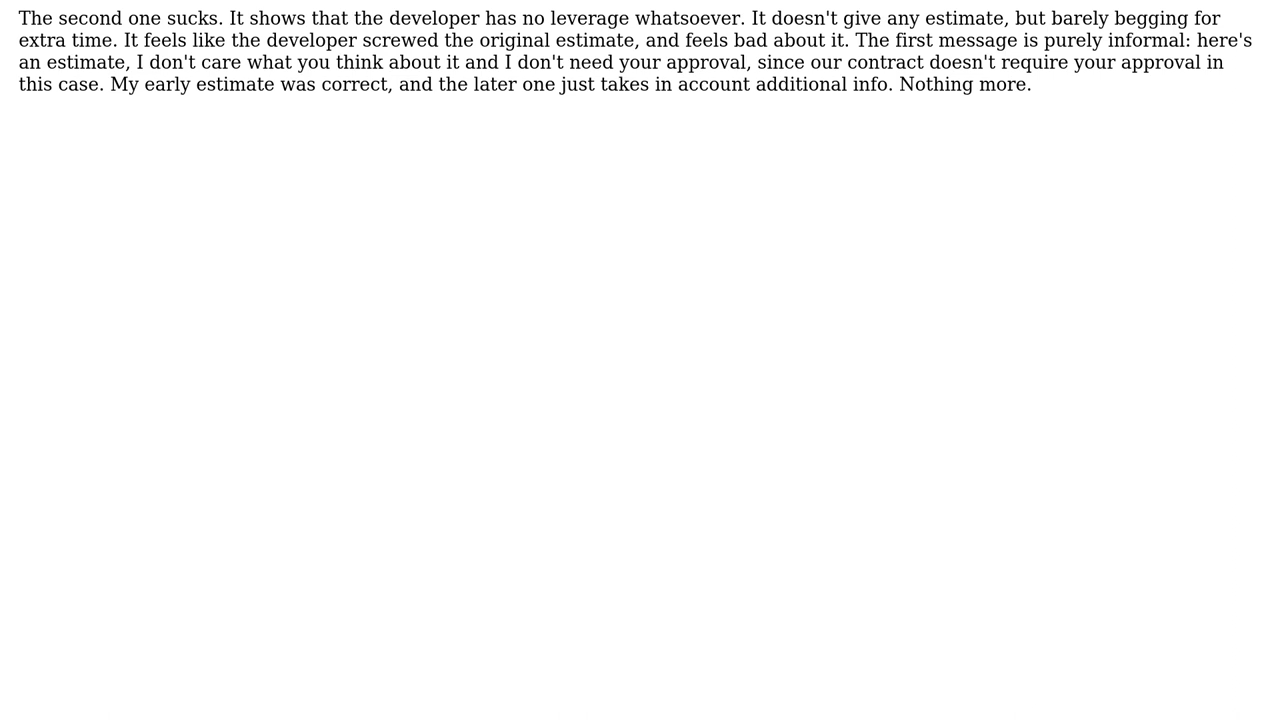 The second one sucks. It shows that the developer has no leverage whatsoever. It doesn't give any estimate, but barely begging for
extra time. It feels like the developer screwed the original estimate, and feels bad about it. The first message is purely informal: here's
an estimate, I don't care what you think about it and I don't need your approval, since our contract doesn't require your approval in
this case. My early estimate was correct, and the later one just takes in account additional info. Nothing more.